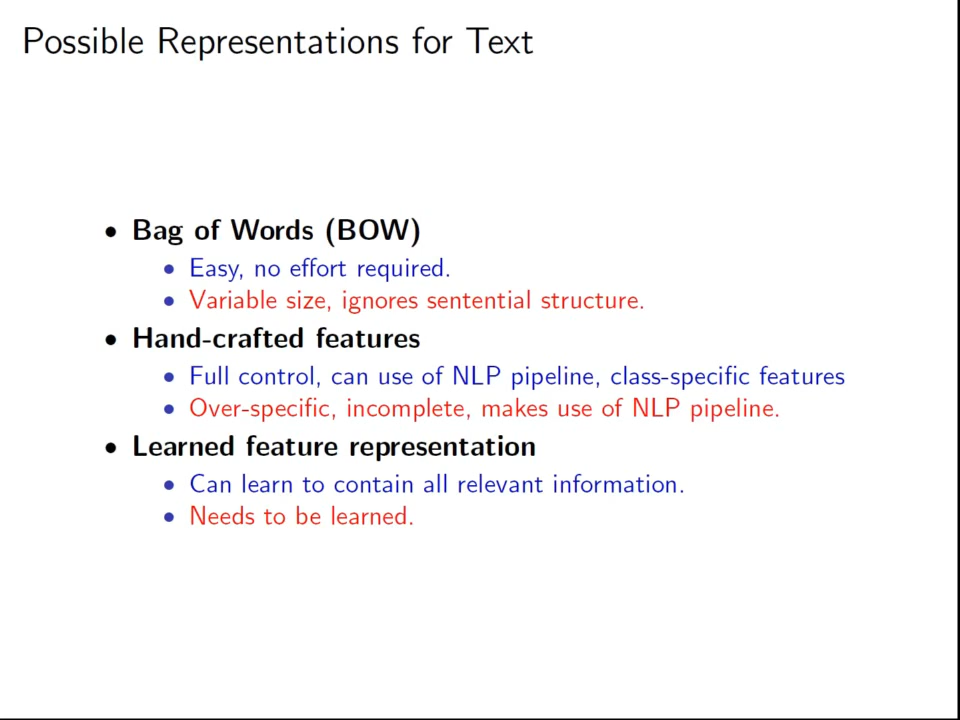 Possible Representations for Text
• Bag of Words (BOW)
• Easy, no effort required.
• Variable size, ignores sentential structure.
• Hand-crafted features
• Full control, can use of NLP pipeline, class-specific features
• Over-specific, incomplete, makes use of NLP pipeline.
• Learned feature representation
• Can learn to contain all relevant information.
• Needs to be learned.